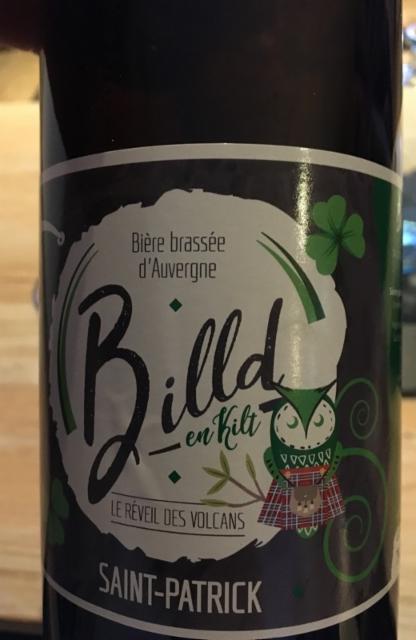 Bière brassée
d'Auvergne
Billd
en Kilt
LE RÉVEIL DES VOLCANS
SAINT-PATRICK